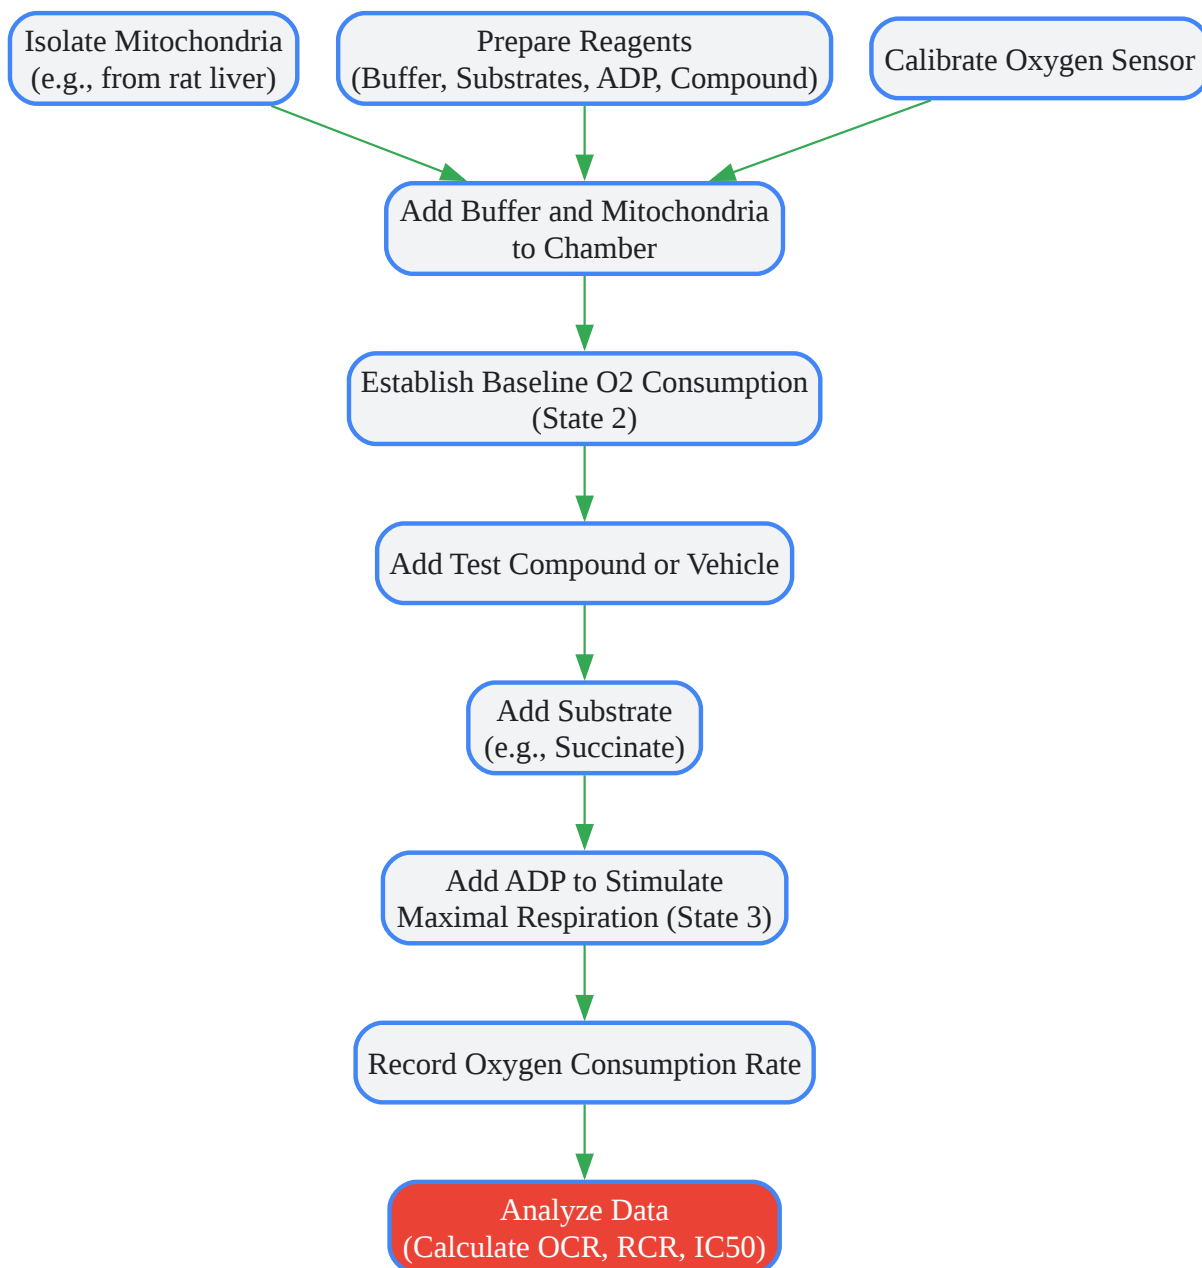 Isolate Mitochondria
(e.g., from rat liver)
Prepare Reagents
(Buffer, Substrates, ADP, Compound)
Calibrate Oxygen Sensor
Add Buffer and Mitochondria
to Chamber
Establish Baseline O2 Consumption
(State 2)
Add Test Compound or Vehicle
Add Substrate
(e.g., Succinate)
Add ADP to Stimulate
Maximal Respiration (State 3)
Record Oxygen Consumption Rate
Analyze Data
(Calculate OCR, RCR, IC50)